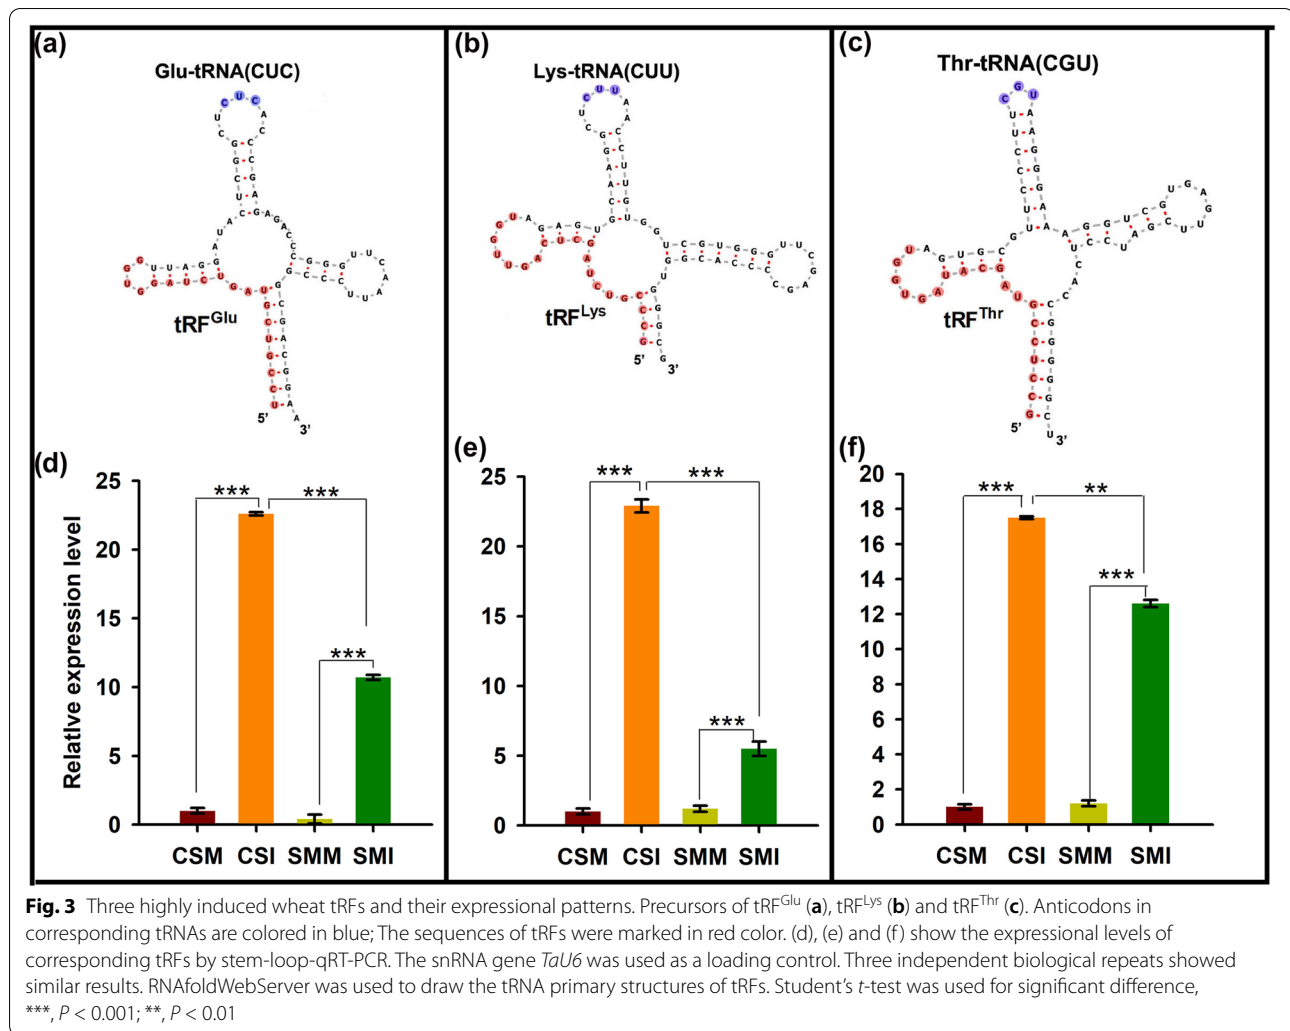 (a)
(b)
(c)
Glu-tRNA(CUC)
Lys-tRNA(CUU)
Thr-tRNA(CGU)
tRF^Glu
tRF^Lys
tRF^Thr
5'
3'
5'
3'
5'
3'
(d)
(e)
(f)
Relative expression level
25
20
15
10
5
0
***
***
***
CSM CSI SMM SMI
25
20
15
10
5
0
***
***
***
CSM CSI SMM SMI
20
18
16
14
12
10
8
6
4
2
0
***
**
***
CSM CSI SMM SMI
Fig. 3 Three highly induced wheat tRFs and their expressional patterns. Precursors of tRF^Glu (a), tRF^Lys (b) and tRF^Thr (c). Anticodons in
corresponding tRNAs are colored in blue; The sequences of tRFs were marked in red color. (d), (e) and (f) show the expressional levels of
corresponding tRFs by stem-loop-qRT-PCR. The snRNA gene TaU6 was used as a loading control. Three independent biological repeats showed
similar results. RNAfoldWebServer was used to draw the tRNA primary structures of tRFs. Student's t-test was used for significant difference,
***, P < 0.001; **, P < 0.01